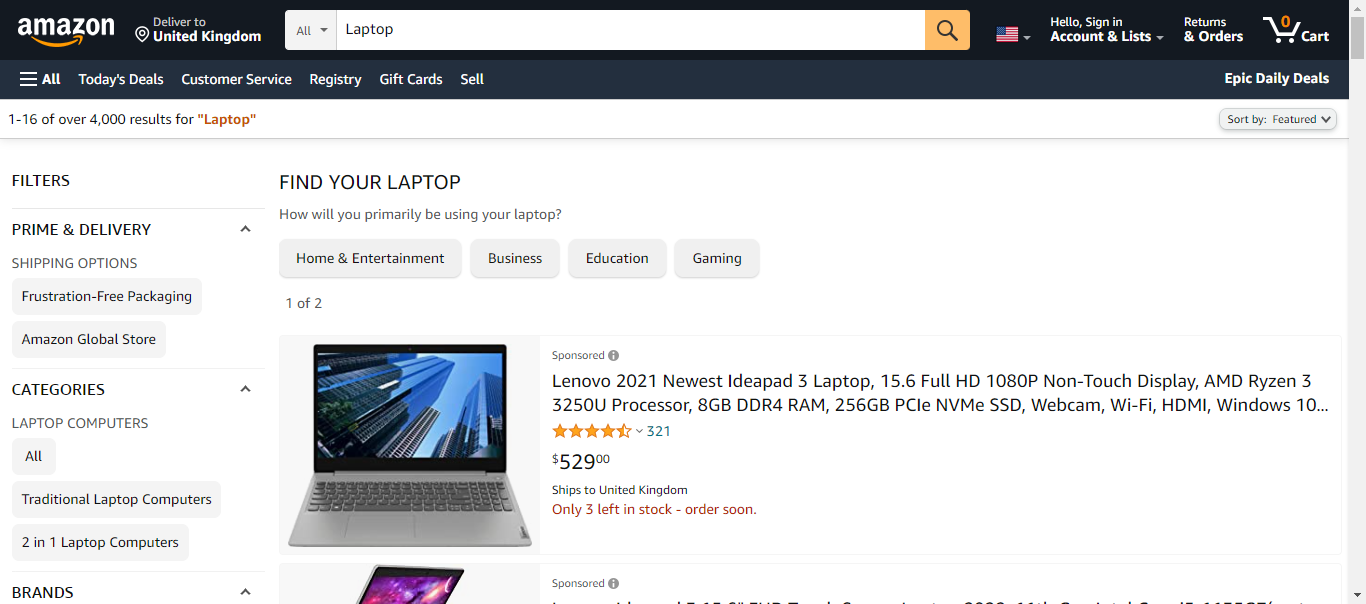 amazon
Deliver to
United Kingdom
All
Laptop
Hello, Sign in
Account & Lists
Returns
& Orders
0
Cart
All
Today's Deals
Customer Service
Registry
Gift Cards
Sell
Epic Daily Deals
1-16 of over 4,000 results for "Laptop"
Sort by: Featured
FILTERS
PRIME & DELIVERY
SHIPPING OPTIONS
Frustration-Free Packaging
Amazon Global Store
CATEGORIES
LAPTOP COMPUTERS
All
Traditional Laptop Computers
2 in 1 Laptop Computers
BRANDS
FIND YOUR LAPTOP
How will you primarily be using your laptop?
Home & Entertainment
Business
Education
Gaming
1 of 2
Sponsored
Lenovo 2021 Newest Ideapad 3 Laptop, 15.6 Full HD 1080P Non-Touch Display, AMD Ryzen 3
3250U Processor, 8GB DDR4 RAM, 256GB PCIe NVMe SSD, Webcam, Wi-Fi, HDMI, Windows 10...
321
$52900
Ships to United Kingdom
Only 3 left in stock - order soon.
Sponsored